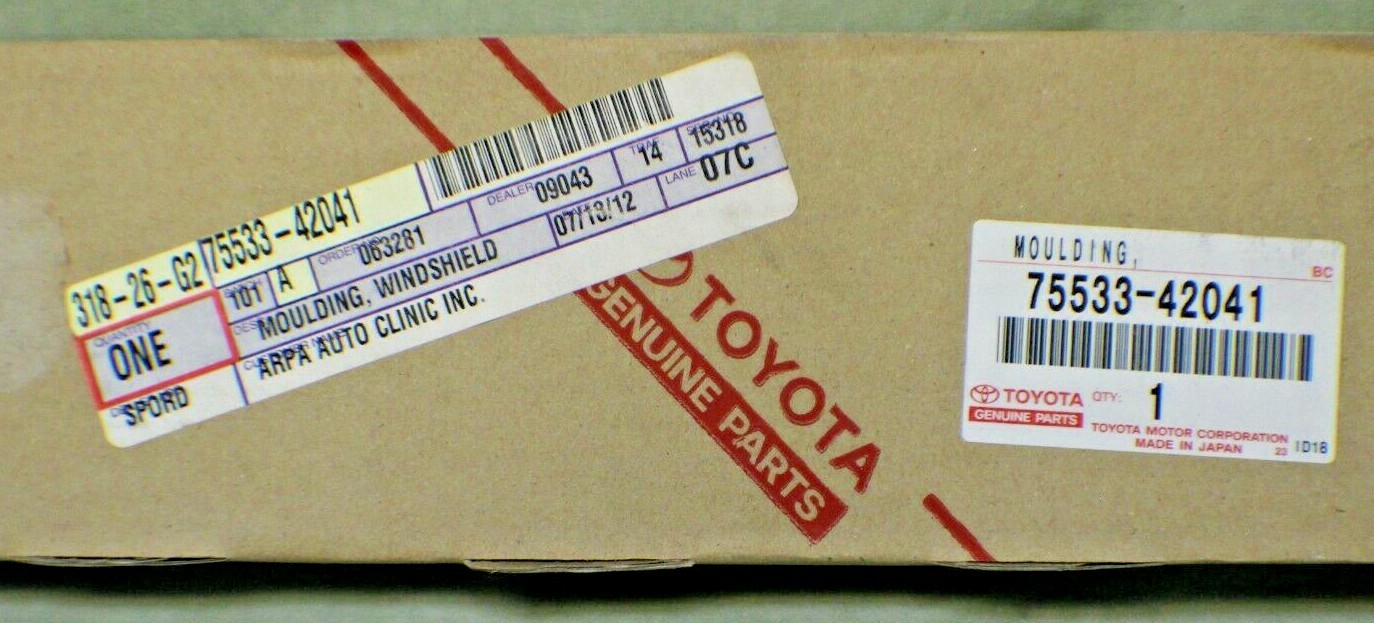 318-26-G2 75533-42041
QUANTITY
ONE
101 A ORDER 063281 DEALER 09043 14 15318
MOULDING, WINDSHIELD 07/13/12 LANE 07C
ARPA AUTO CLINIC INC.
SPORD
TOYOTA
GENUINE PARTS
MOULDING,
BC
75533-42041
TOYOTA QTY: 1
GENUINE PARTS
TOYOTA MOTOR CORPORATION
MADE IN JAPAN 23 ID18